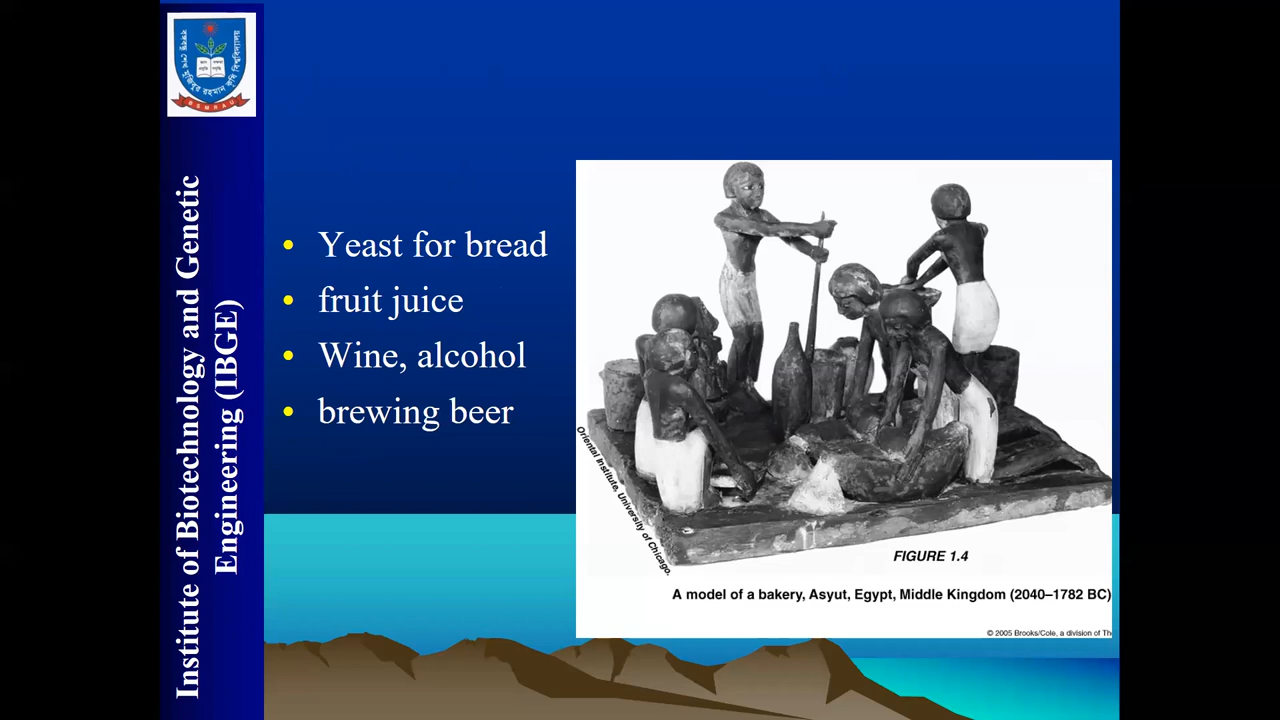 Institute of Biotechnology and Genetic
Engineering (IBGE)
BSMRAU
• Yeast for bread
• fruit juice
• Wine, alcohol
• brewing beer
Oriental Institute, University of Chicago.
FIGURE 1.4
A model of a bakery, Asyut, Egypt, Middle Kingdom (2040–1782 BC)
© 2005 Brooks/Cole, a division of Th